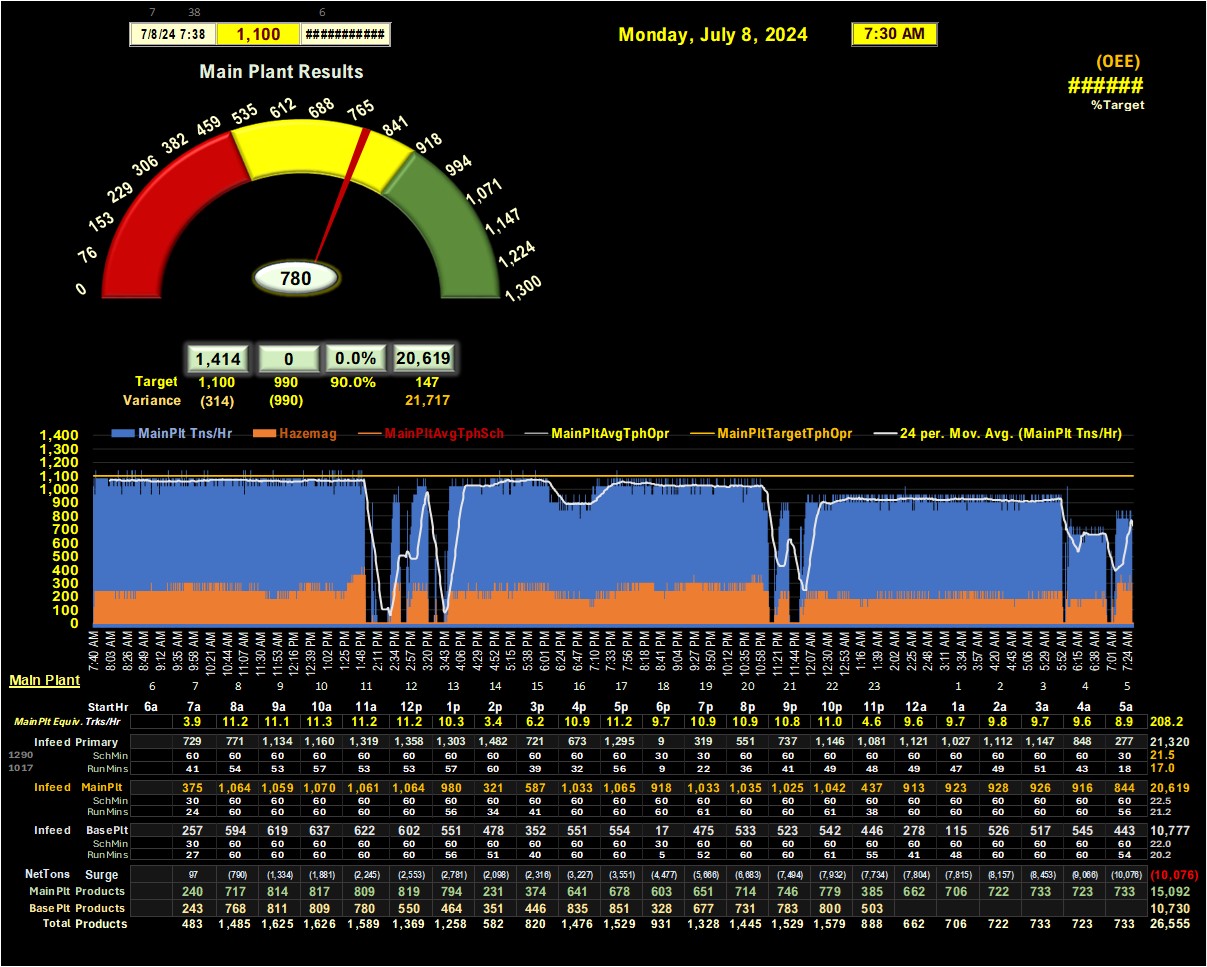 7 38 6
7/8/24 7:38 1,100 ###########
Monday, July 8, 2024 7:30 AM
(OEE)
######
%Target
Main Plant Results
0 76 153 229 306 382 459 535 612 688 765 841 918 994 1,071 1,147 1,224 1,300
780
1,414 0 0.0% 20,619
Target 1,100 990 90.0% 147
Variance (314) (990) 21,717
MainPlt Tns/Hr Hazemag MainPltAvgTphSch MainPltAvgTphOpr MainPltTargetTphOpr 24 per. Mov. Avg. (MainPlt Tns/Hr)
1,400
1,300
1,200
1,100
1,000
900
800
700
600
500
400
300
200
100
0
7:40 AM 8:03 AM 8:26 AM 8:49 AM 9:12 AM 9:35 AM 9:58 AM 10:21 AM 10:44 AM 11:07 AM 11:30 AM 11:53 AM 12:16 PM 12:39 PM 1:02 PM 1:25 PM 1:48 PM 2:11 PM 2:34 PM 2:57 PM 3:20 PM 3:43 PM 4:06 PM 4:29 PM 4:52 PM 5:15 PM 5:38 PM 6:01 PM 6:24 PM 6:47 PM 7:10 PM 7:33 PM 7:56 PM 8:18 PM 8:41 PM 9:04 PM 9:27 PM 9:50 PM 10:12 PM 10:35 PM 10:58 PM 11:21 PM 11:44 PM 12:07 AM 12:30 AM 12:53 AM 1:16 AM 1:39 AM 2:02 AM 2:25 AM 2:48 AM 3:11 AM 3:34 AM 3:57 AM 4:20 AM 4:43 AM 5:06 AM 5:29 AM 5:52 AM 6:15 AM 6:38 AM 7:01 AM 7:24 AM
Main Plant
6 7 8 9 10 11 12 13 14 15 16 17 18 19 20 21 22 23 1 2 3 4 5
StartHr 6a 7a 8a 9a 10a 11a 12p 1p 2p 3p 4p 5p 6p 7p 8p 9p 10p 11p 12a 1a 2a 3a 4a 5a
MainPlt Equiv. Trks/Hr 3.9 11.2 11.1 11.3 11.2 11.2 10.3 3.4 6.2 10.9 11.2 9.7 10.9 10.9 10.8 11.0 4.6 9.6 9.7 9.8 9.7 9.6 8.9 208.2
Infeed Primary 729 771 1,134 1,160 1,319 1,358 1,303 1,482 721 673 1,295 9 319 551 737 1,146 1,081 1,121 1,027 1,112 1,147 848 277 21,320
1290 SchMin 60 60 60 60 60 60 60 60 60 60 60 30 30 60 60 60 60 60 60 60 60 60 30 21.5
1017 RunMins 41 54 53 57 53 53 57 60 39 32 56 9 22 36 41 49 48 49 47 49 51 43 18 17.0
Infeed MainPlt 375 1,064 1,059 1,070 1,061 1,064 980 321 587 1,033 1,065 918 1,033 1,035 1,025 1,042 437 913 923 928 926 916 844 20,619
SchMin 30 60 60 60 60 60 60 60 60 60 60 60 60 60 60 60 60 60 60 60 60 60 60 22.5
RunMins 24 60 60 60 60 60 56 34 41 60 60 60 61 60 60 61 38 60 60 60 60 60 56 21.2
Infeed BasePlt 257 594 619 637 622 602 551 478 352 551 554 17 475 533 523 542 446 278 115 526 517 545 443 10,777
SchMin 30 60 60 60 60 60 60 60 60 60 60 30 60 60 60 60 60 60 60 60 60 60 60 22.0
RunMins 27 60 60 60 60 60 56 51 40 60 60 5 52 60 60 61 55 41 48 60 60 60 54 20.2
NetTons Surge 97 (790) (1,334) (1,881) (2,245) (2,553) (2,781) (2,098) (2,316) (3,227) (3,551) (4,477) (5,666) (6,683) (7,494) (7,932) (7,734) (7,804) (7,815) (8,157) (8,453) (9,066) (10,076) (10,076)
MainPlt Products 240 717 814 817 809 819 794 231 374 641 678 603 651 714 746 779 385 662 706 722 733 723 733 15,092
BasePlt Products 243 768 811 809 780 550 464 351 446 835 851 328 677 731 783 800 503 10,730
Total Products 483 1,485 1,625 1,626 1,589 1,369 1,258 582 820 1,476 1,529 931 1,328 1,445 1,529 1,579 888 662 706 722 733 723 733 26,555